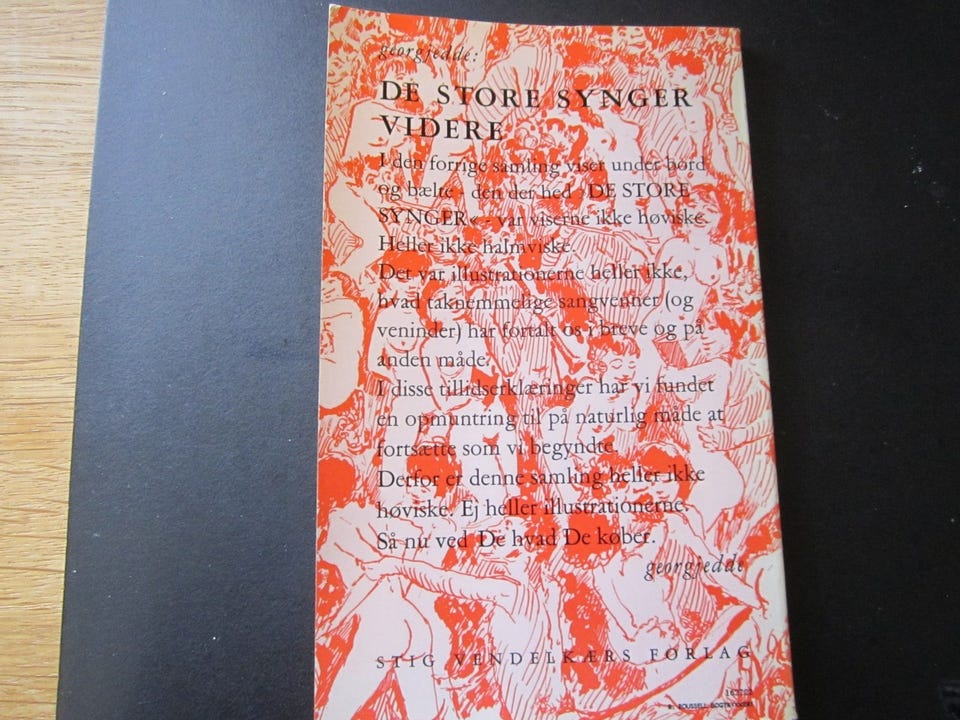 georgjedde:
DE STORE SYNGER
VIDERE
I den forrige samling viser under bord
og bælte - den der hed »DE STORE
SYNGER« - var viserne ikke høviske.
Heller ikke halmviske.
Det var illustrationerne heller ikke,
hvad taknemmelige sangvenner (og
veninder) har fortalt os i breve og på
anden måde.
I disse tillidserklæringer har vi fundet
en opmuntring til på naturlig måde at
fortsætte som vi begyndte.
Derfor er denne samling heller ikke
høviske. Ej heller illustrationerne.
Så nu ved De hvad De køber.
georgjedde
STIG VENDELKÆRS FORLAG
ROUSSELL BOGTRYKKERI